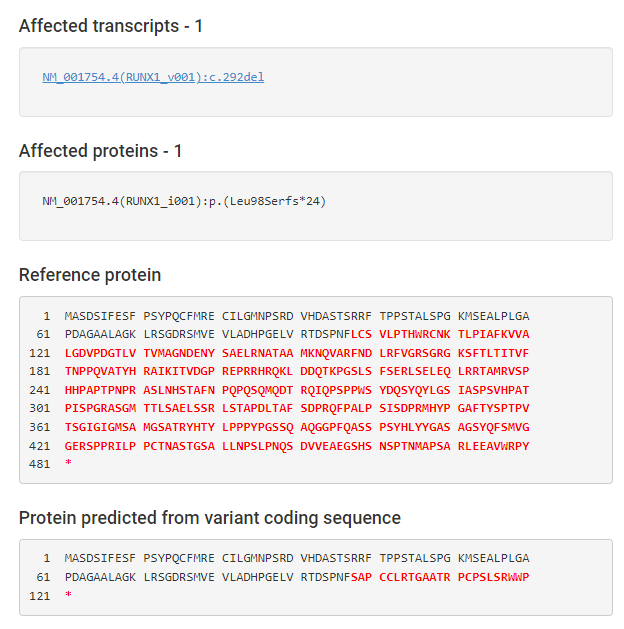 Affected transcripts - 1
NM_001754.4(RUNX1_v001):c.292del
Affected proteins - 1
NM_001754.4(RUNX1_i001):p.(Leu98Serfs*24)
Reference protein
1 MASDSIFESF PSYPQCFMRE CILGMNPSRD VHDASTSRRF TPPSTALSPG KMSEALPLGA
61 PDAGAALAGK LRSGDRSMVE VLADHPGELV RTDSPNFLCS VLPTHWRCNK TLPIAFKVVA
121 LGDVPDGTLV TVMAGNDENY SAELRNATAA MKNQVARFND LRFVGRSGRG KSFTLTITVF
181 TNPPQVATYH RAIKITVDGP REPRRHRQKL DDQTKPGSLS FSERLSELEQ LRRTAMRVSP
241 HHPAPTPNPR ASLNHSTAFN PQPQSQMQDT RQIQPSPPWS YDQSYQYLGS IASPSVHPAT
301 PISPGRASGM TTLSAELSSR LSTAPDLTAF SDPRQFPALP SISDPRMHYP GAFTYSPTPV
361 TSGIGIGMSA MGSATRYHTY LPPPYPGSSQ AQGGPFQASS PSYHLYYGAS AGSYQFSMVG
421 GERSPPRILP PCTNASTGSA LLNPSLPNQS DVVEAEGSHS NSPTNMAPSA RLEEAVWRPY
481 *
Protein predicted from variant coding sequence
1 MASDSIFESF PSYPQCFMRE CILGMNPSRD VHDASTSRRF TPPSTALSPG KMSEALPLGA
61 PDAGAALAGK LRSGDRSMVE VLADHPGELV RTDSPNFSAP CCLRTGAATR PCPSLSRWWP
121 *